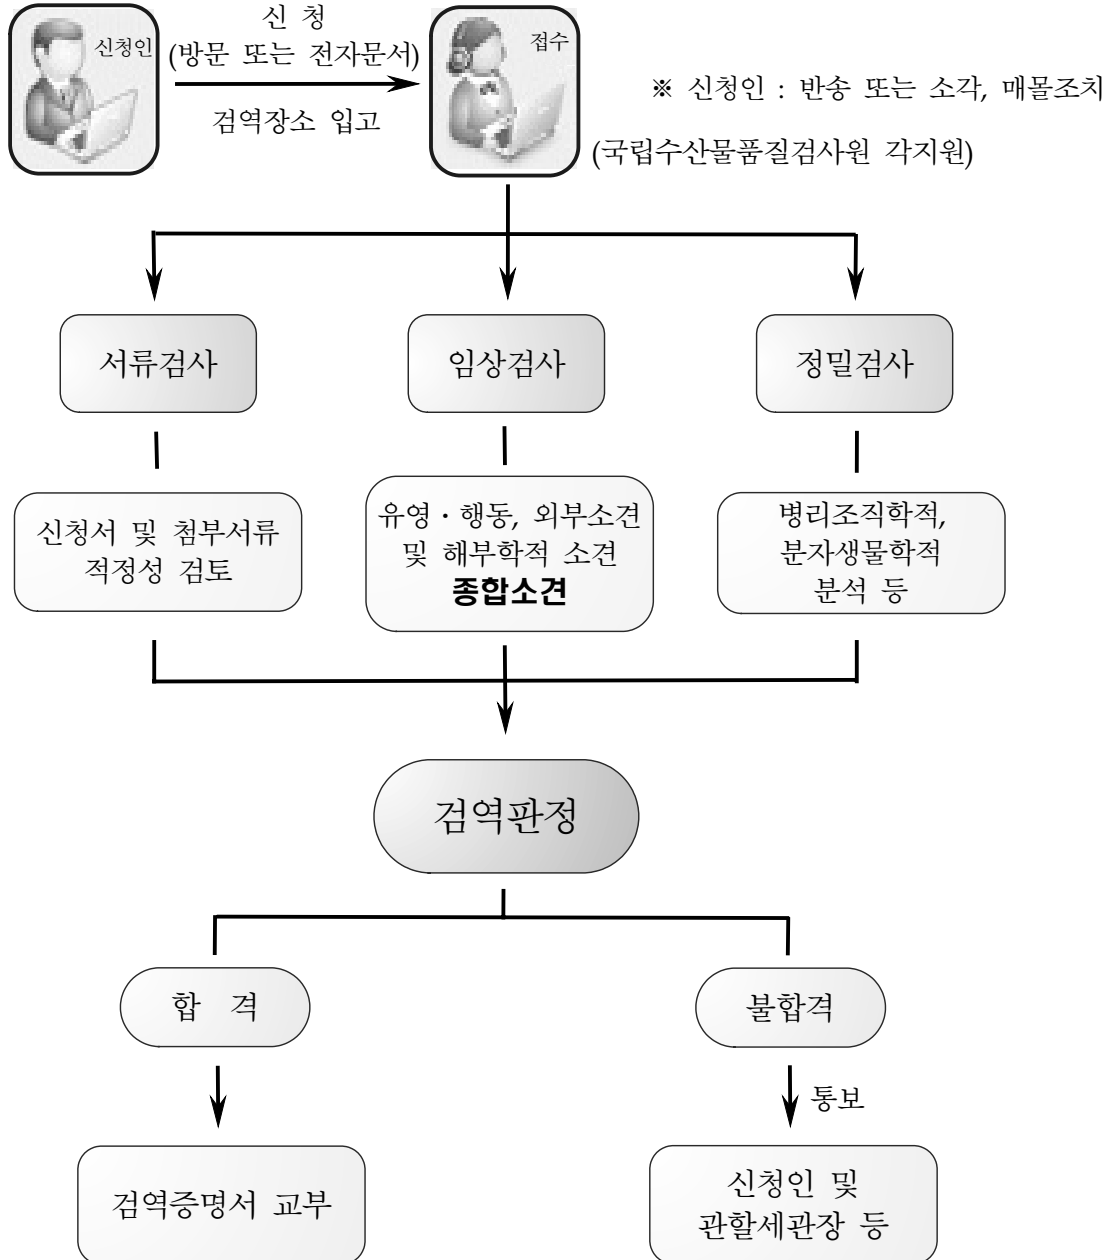 신청인
신 청
(방문 또는 전자문서)
검역장소 입고
접수
※ 신청인 : 반송 또는 소각, 매몰조치
(국립수산물품질검사원 각지원)
서류검사
임상검사
정밀검사
신청서 및 첨부서류
적정성 검토
유영·행동, 외부소견
및 해부학적 소견
종합소견
병리조직학적,
분자생물학적
분석 등
검역판정
합 격
불합격
통보
검역증명서 교부
신청인 및
관할세관장 등